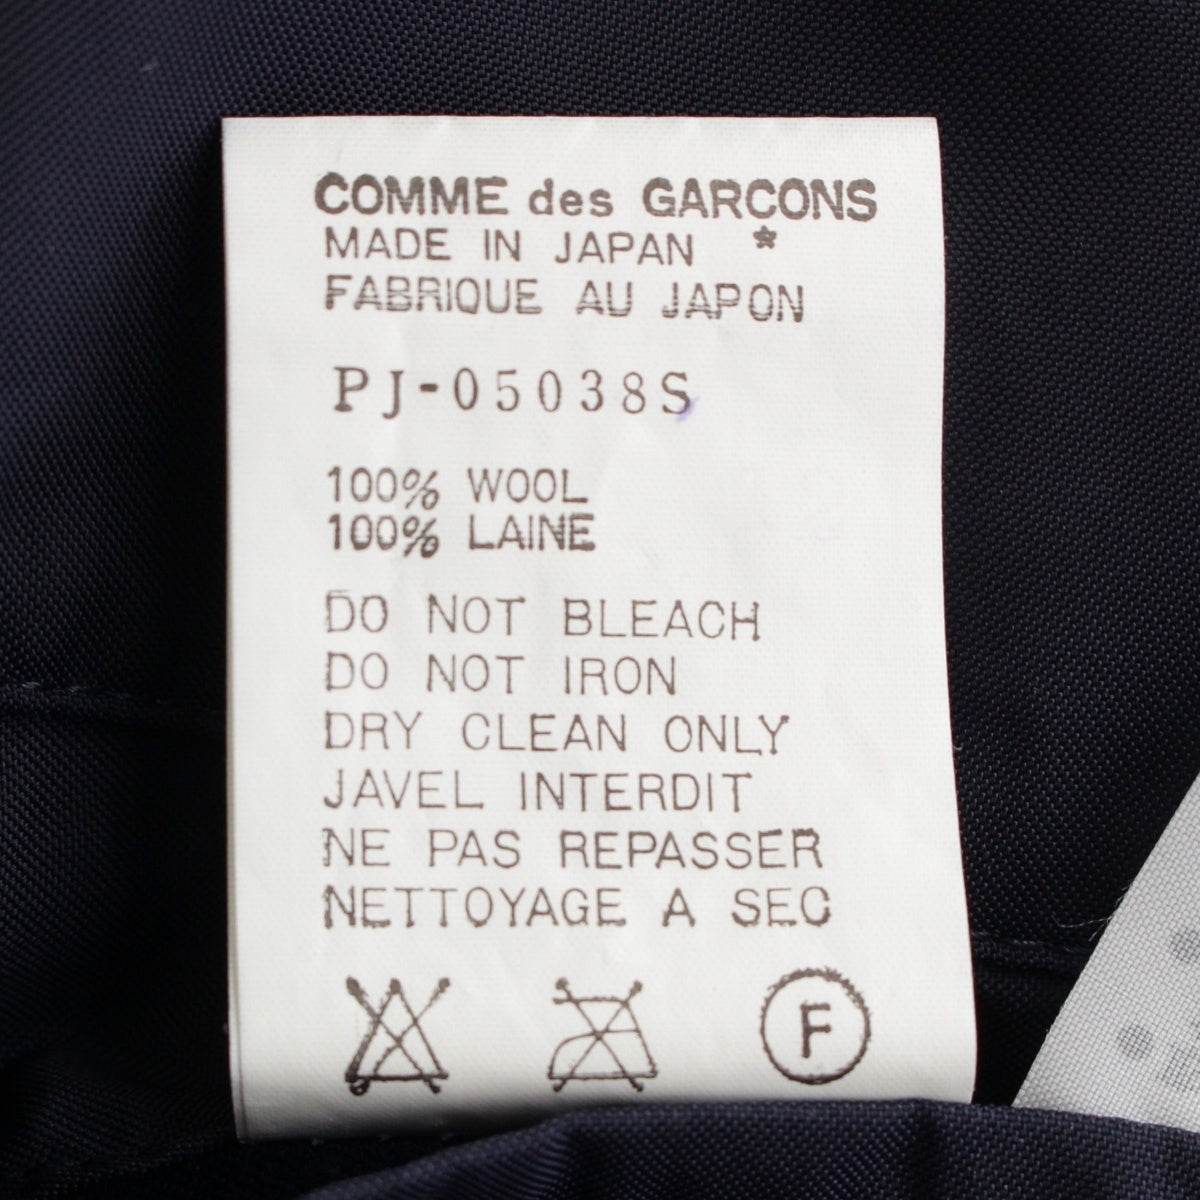 COMME des GARCONS
MADE IN JAPAN *
FABRIQUE AU JAPON
PJ-05038S
100% WOOL
100% LAINE
DO NOT BLEACH
DO NOT IRON
DRY CLEAN ONLY
JAVEL INTERDIT
NE PAS REPASSER
NETTOYAGE A SEC
F